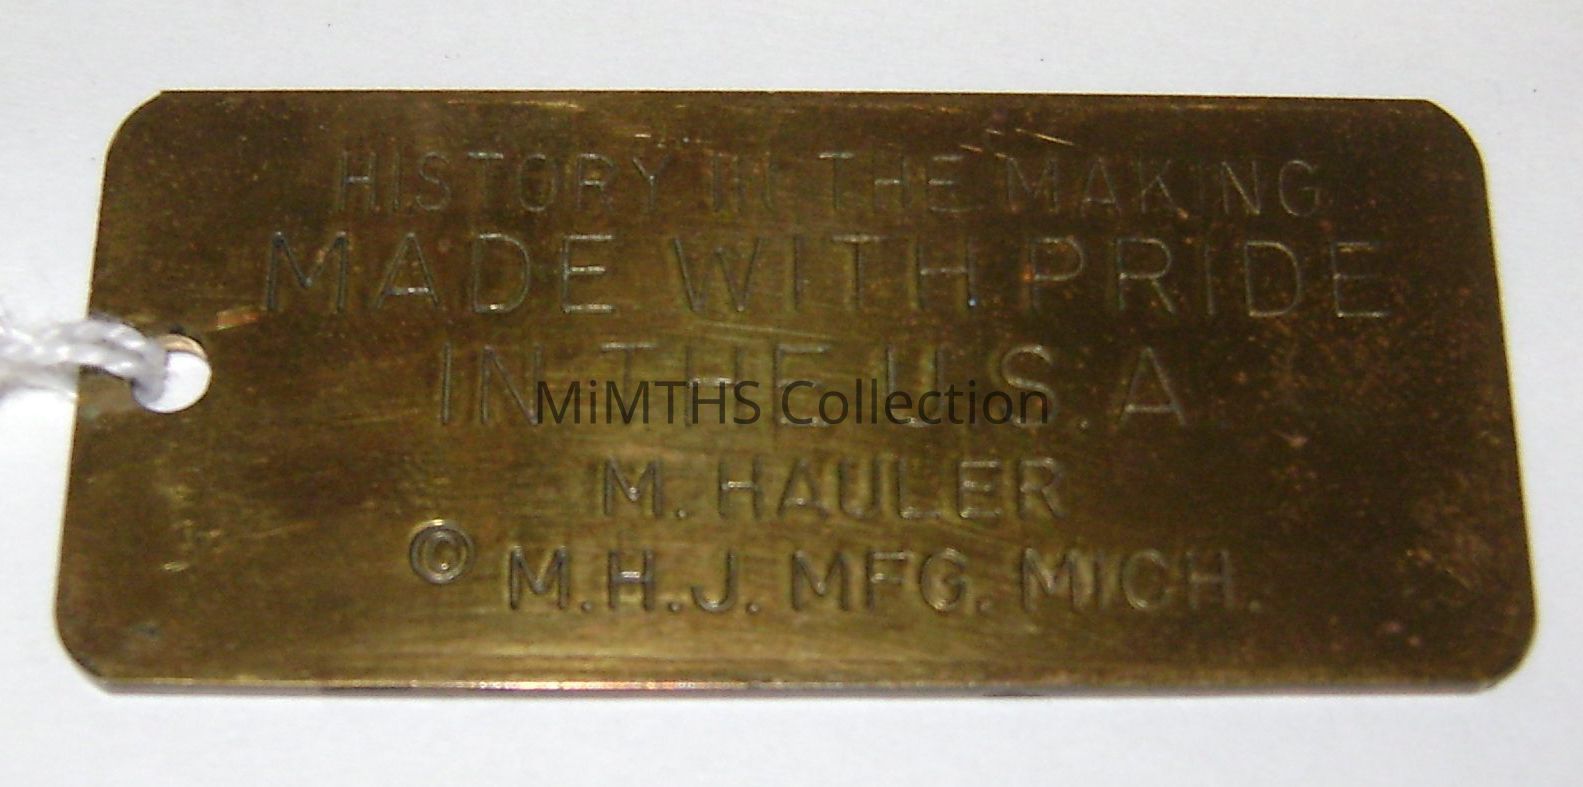 HISTORY IN THE MAKING
MADE WITH PRIDE
IN THE U.S.A.
MiMTHS Collection
M. HAULER
© M.H.J. MFG. MICH.